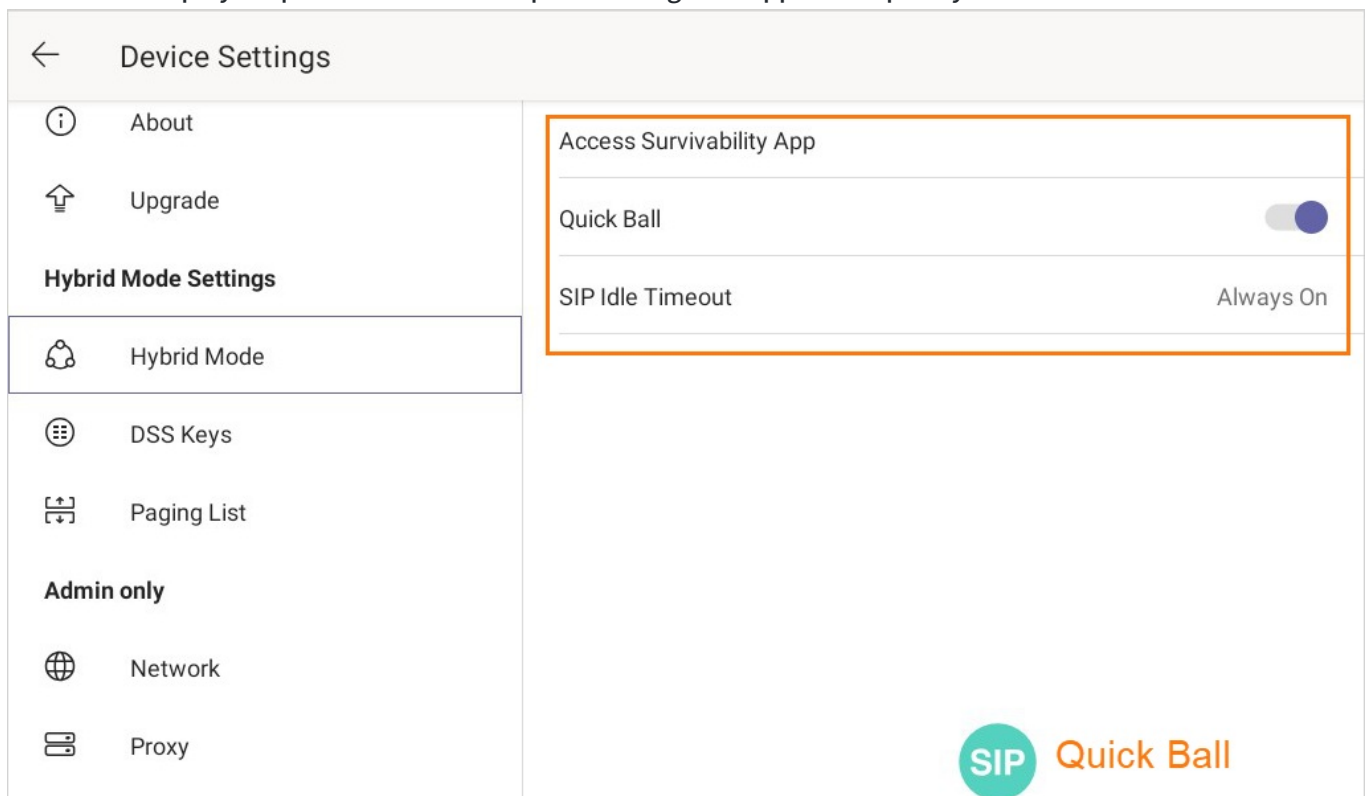 Device Settings
About
Upgrade
Hybrid Mode Settings
Hybrid Mode
DSS Keys
Paging List
Admin only
Network
Proxy
Access Survivability App
Quick Ball
SIP Idle Timeout Always On
SIP Quick Ball